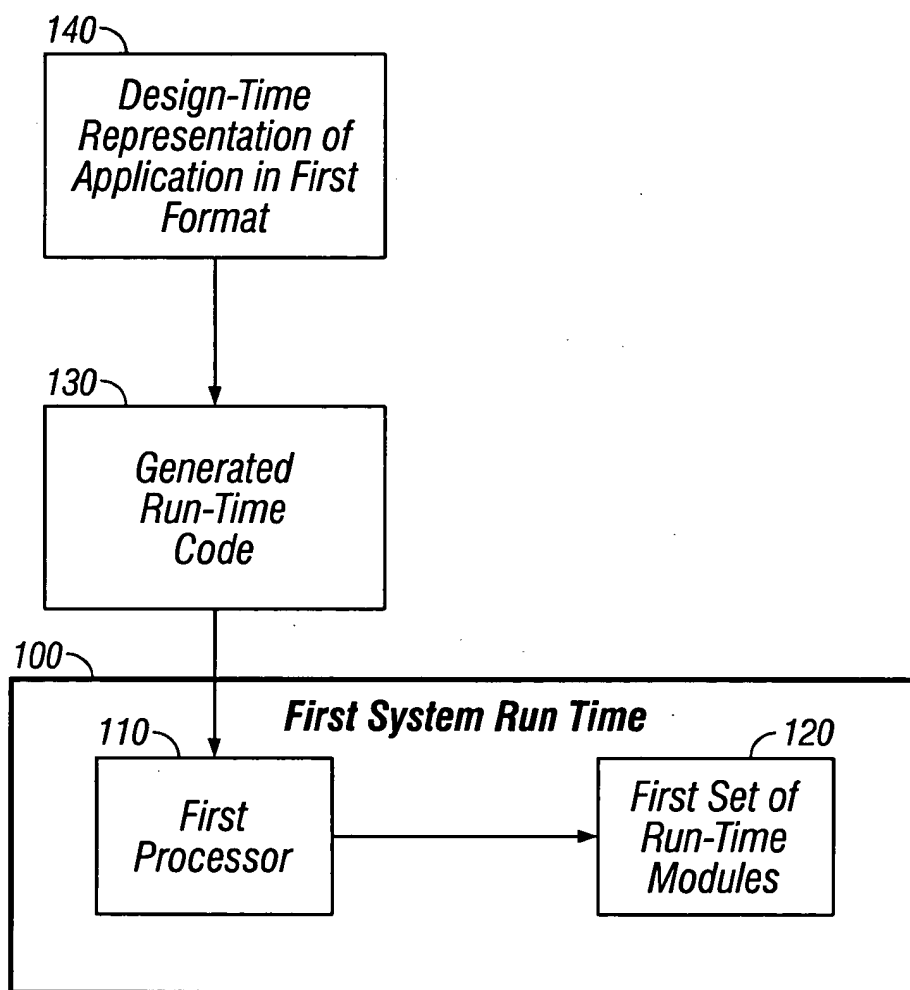 140
Design-Time
Representation of
Application in First
Format
130
Generated
Run-Time
Code
100
First System Run Time
110
First
Processor
120
First Set of
Run-Time
Modules